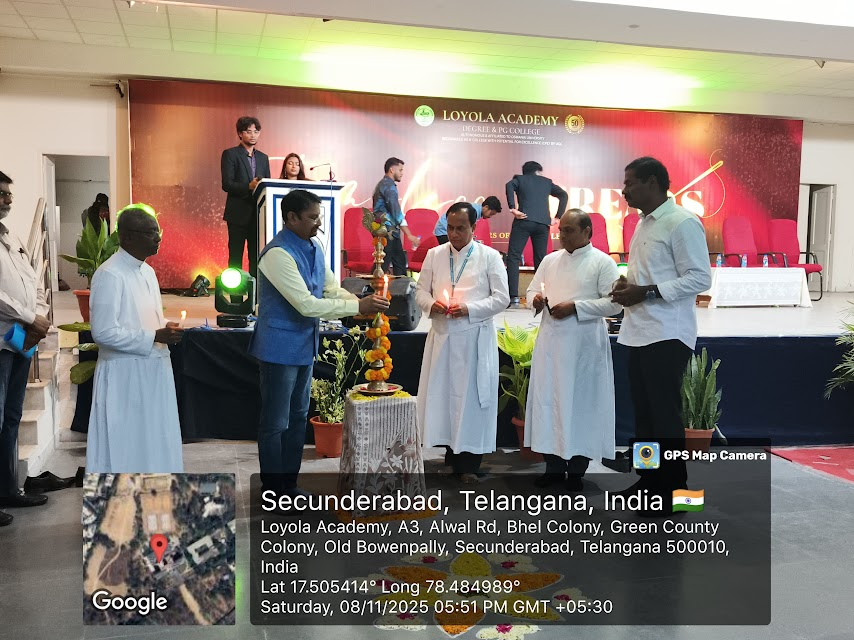 LOYOLA ACADEMY
DEGREE & PG COLLEGE
50
GPS Map Camera
Secunderabad, Telangana, India
Loyola Academy, A3, Alwal Rd, Bhel Colony, Green County
Colony, Old Bowenpally, Secunderabad, Telangana 500010,
India
Lat 17.505414° Long 78.484989°
Saturday, 08/11/2025 05:51 PM GMT +05:30
Google